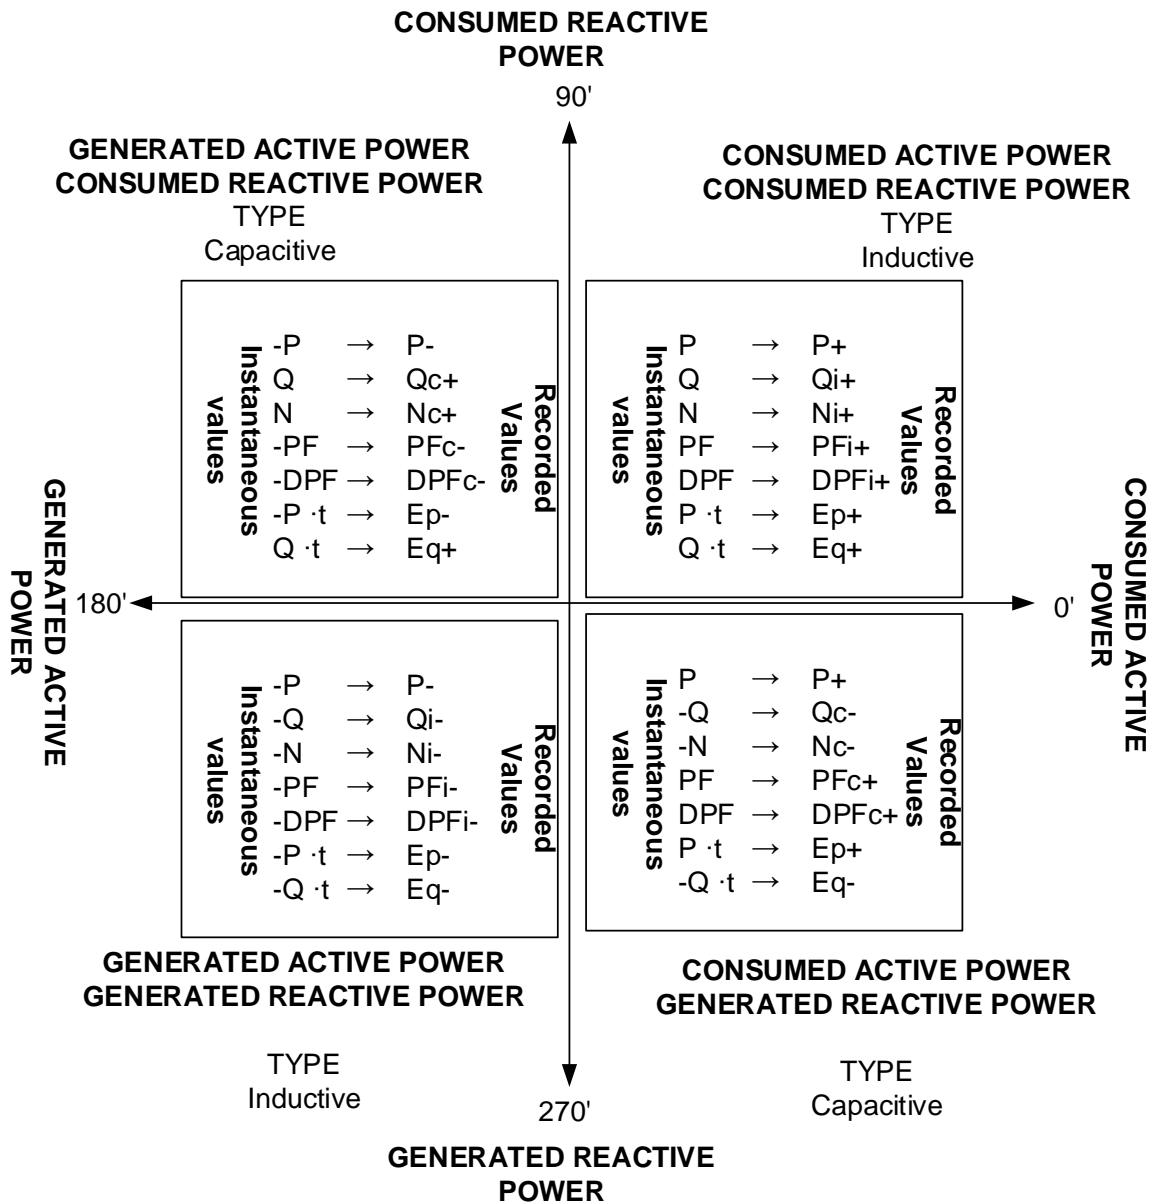 CONSUMED REACTIVE
POWER
90'
GENERATED ACTIVE POWER
CONSUMED REACTIVE POWER
TYPE
Capacitive
CONSUMED ACTIVE POWER
CONSUMED REACTIVE POWER
TYPE
Inductive
Instantaneous
values
-P → P-
Q → Qc+
N → Nc+
-PF → PFc-
-DPF → DPFc-
-P ·t → Ep-
Q ·t → Eq+
Recorded
Values
Instantaneous
values
P → P+
Q → Qi+
N → Ni+
PF → PFi+
DPF → DPFi+
P ·t → Ep+
Q ·t → Eq+
Recorded
Values
GENERATED ACTIVE
POWER
180'
0'
CONSUMED ACTIVE
POWER
Instantaneous
values
-P → P-
-Q → Qi-
-N → Ni-
-PF → PFi-
-DPF → DPFi-
-P ·t → Ep-
-Q ·t → Eq-
Recorded
Values
Instantaneous
values
P → P+
-Q → Qc-
-N → Nc-
PF → PFc+
DPF → DPFc+
P ·t → Ep+
-Q ·t → Eq-
Recorded
Values
GENERATED ACTIVE POWER
GENERATED REACTIVE POWER
TYPE
Inductive
CONSUMED ACTIVE POWER
GENERATED REACTIVE POWER
TYPE
Capacitive
270'
GENERATED REACTIVE
POWER